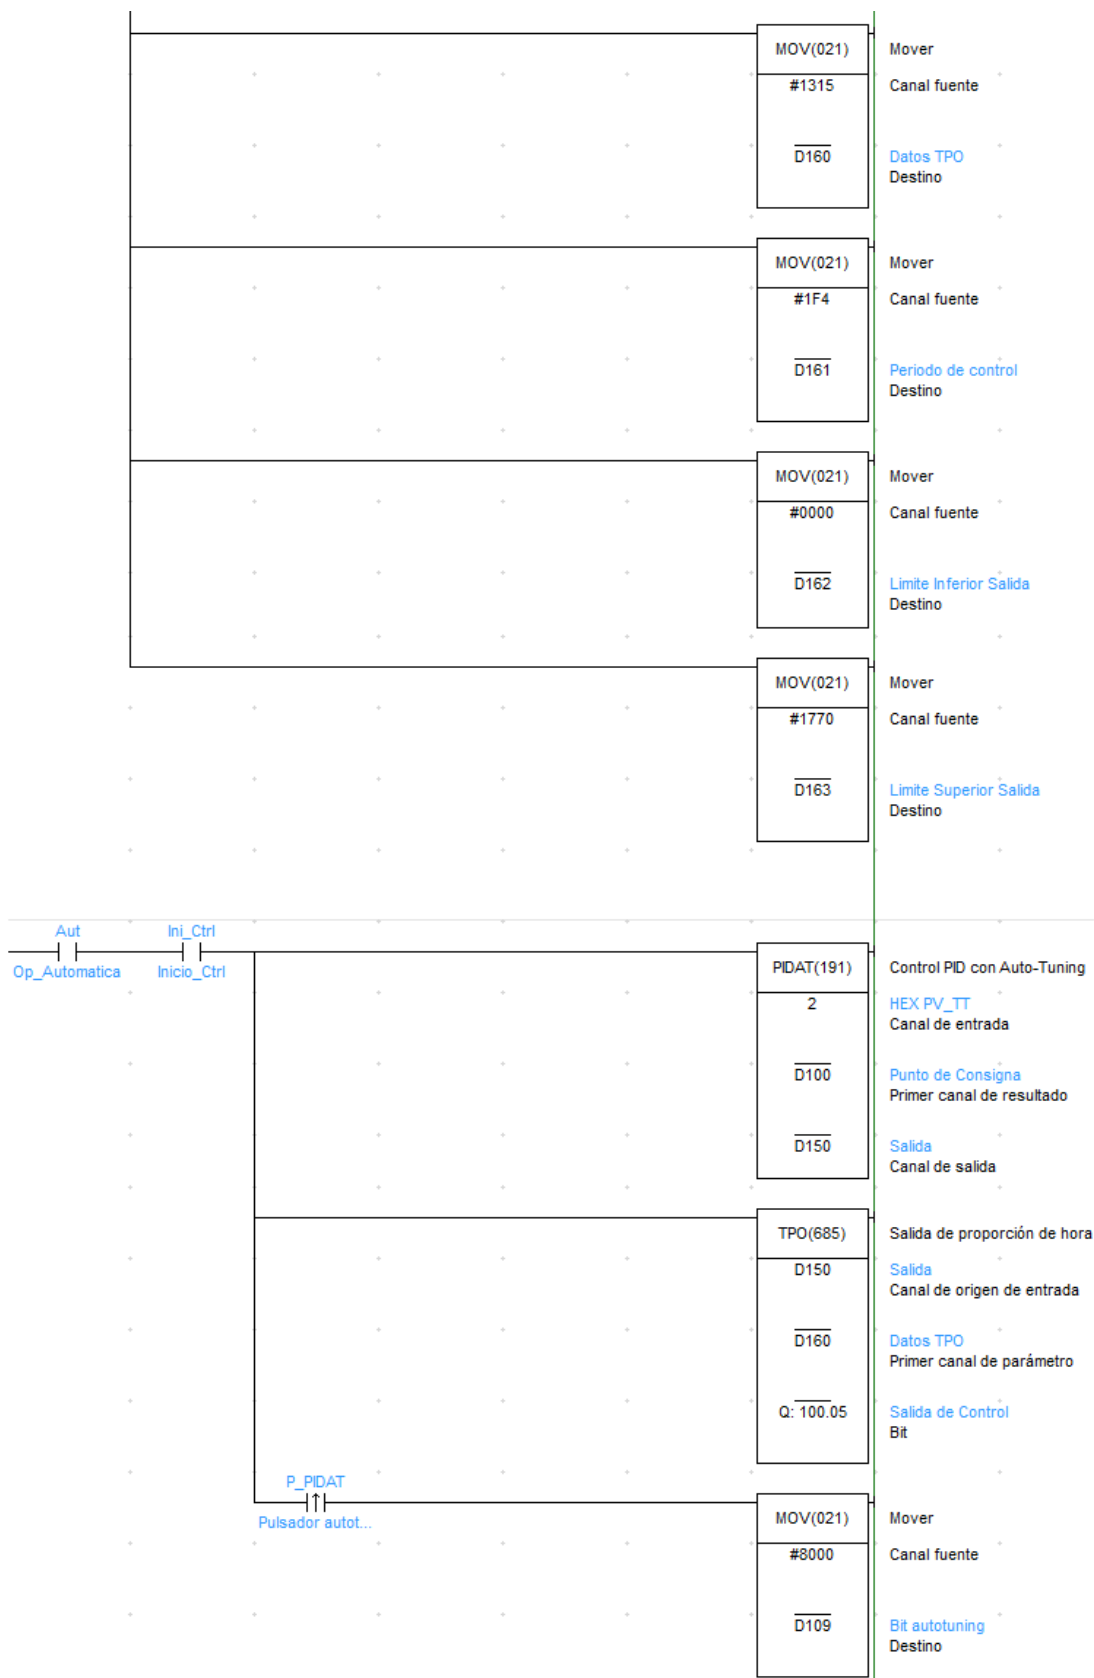 MOV(021) Mover
#1315 Canal fuente
D160 Datos TPO
Destino
MOV(021) Mover
#1F4 Canal fuente
D161 Periodo de control
Destino
MOV(021) Mover
#0000 Canal fuente
D162 Limite Inferior Salida
Destino
MOV(021) Mover
#1770 Canal fuente
D163 Limite Superior Salida
Destino
Aut Ini_Ctrl
Op_Automatica Inicio_Ctrl
PIDAT(191) Control PID con Auto-Tuning
2 HEX PV_TT
Canal de entrada
D100 Punto de Consigna
Primer canal de resultado
D150 Salida
Canal de salida
TPO(685) Salida de proporción de hora
D150 Salida
Canal de origen de entrada
D160 Datos TPO
Primer canal de parámetro
Q: 100.05 Salida de Control
Bit
P_PIDAT
Pulsador autot...
MOV(021) Mover
#8000 Canal fuente
D109 Bit autotuning
Destino